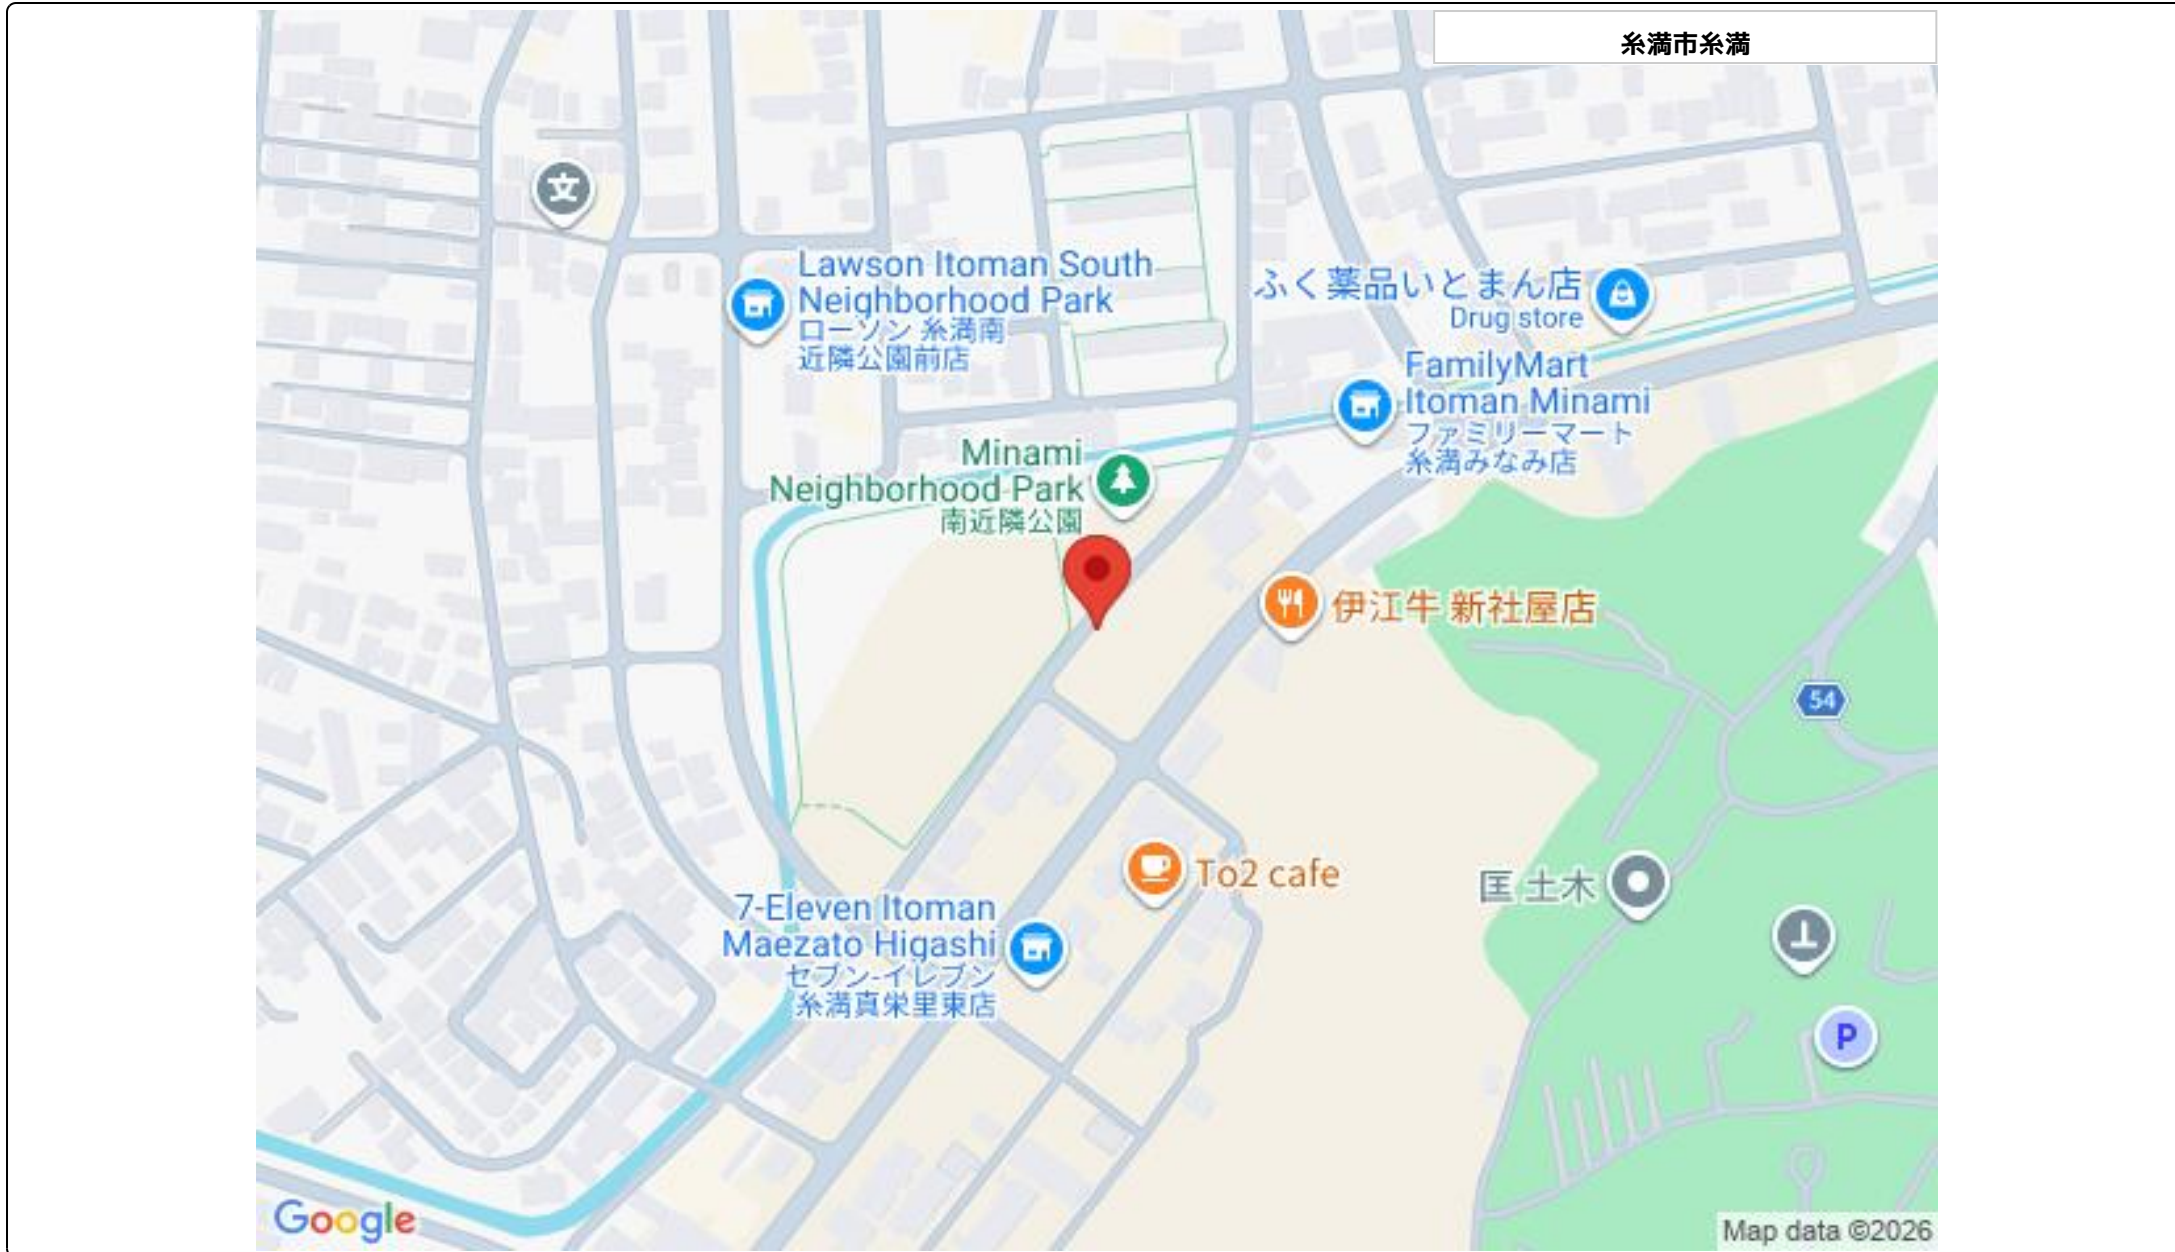 糸満市糸満
文
Lawson Itoman South
Neighborhood Park
ローソン 糸満南
近隣公園前店
ふく薬品いとまん店
Drug store
FamilyMart
Itoman Minami
ファミリーマート
糸満みなみ店
Minami
Neighborhood Park
南近隣公園
伊江牛 新社屋店
54
To2 cafe
匡 土木
7-Eleven Itoman
Maezato Higashi
セブン-イレブン
糸満真栄里東店
P
Google
Map data ©2026